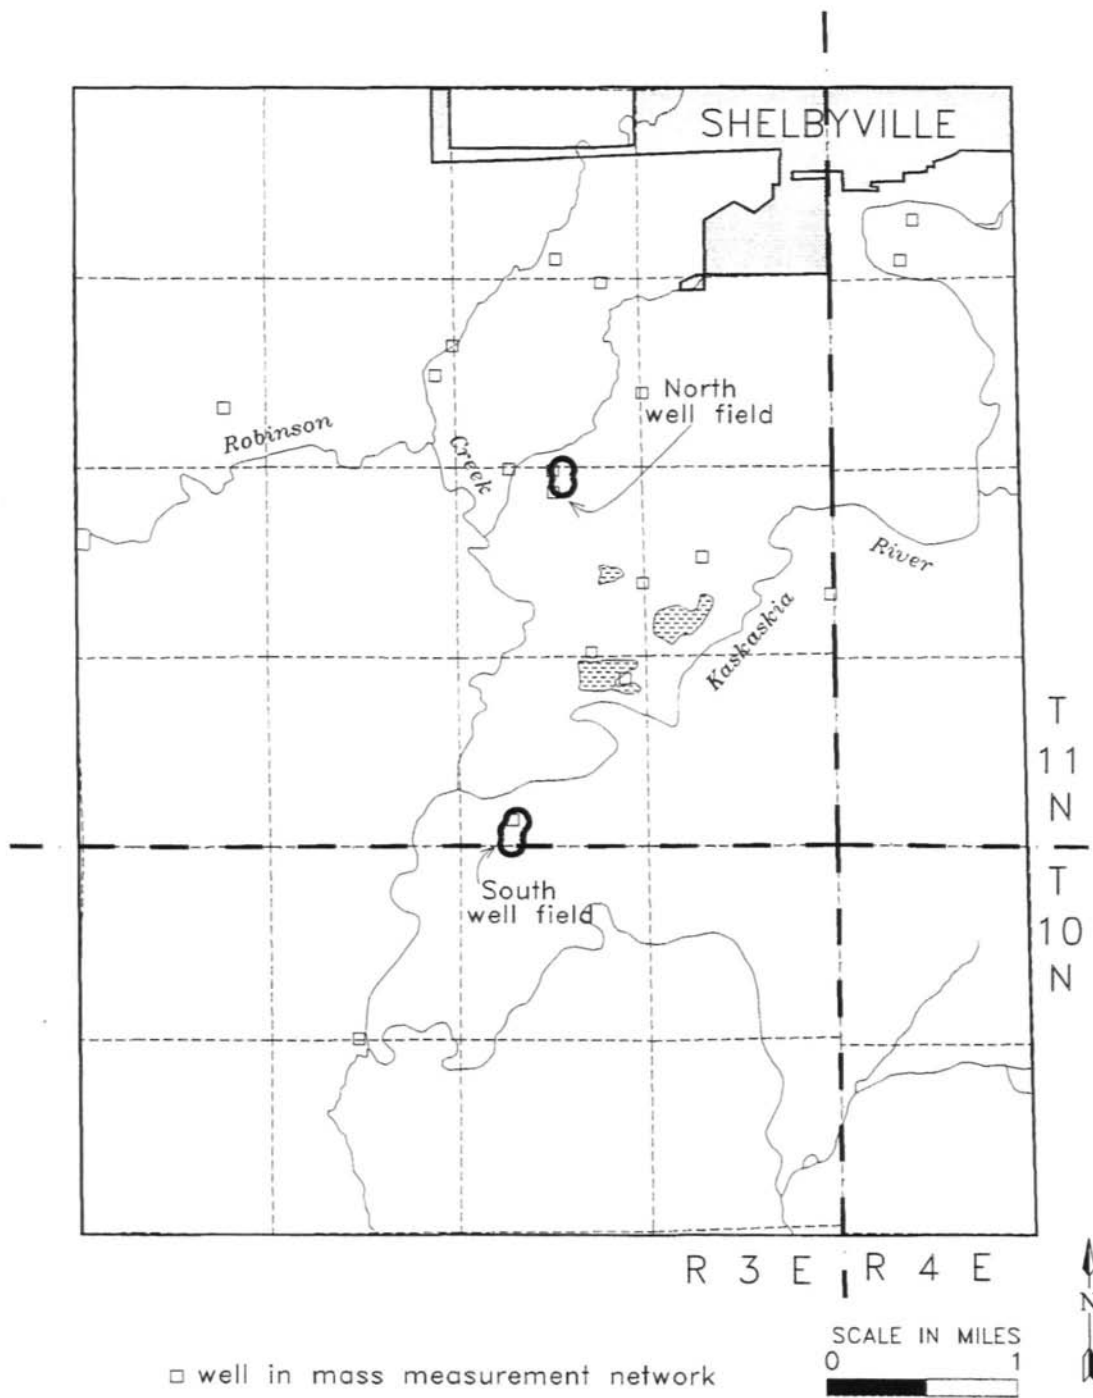 SHELBYVILLE
North
well field
Robinson
Creek
River
Kaskaskia
T
11
N
South
well field
T
10
N
R 3 E
R 4 E
N
SCALE IN MILES
0 1
well in mass measurement network